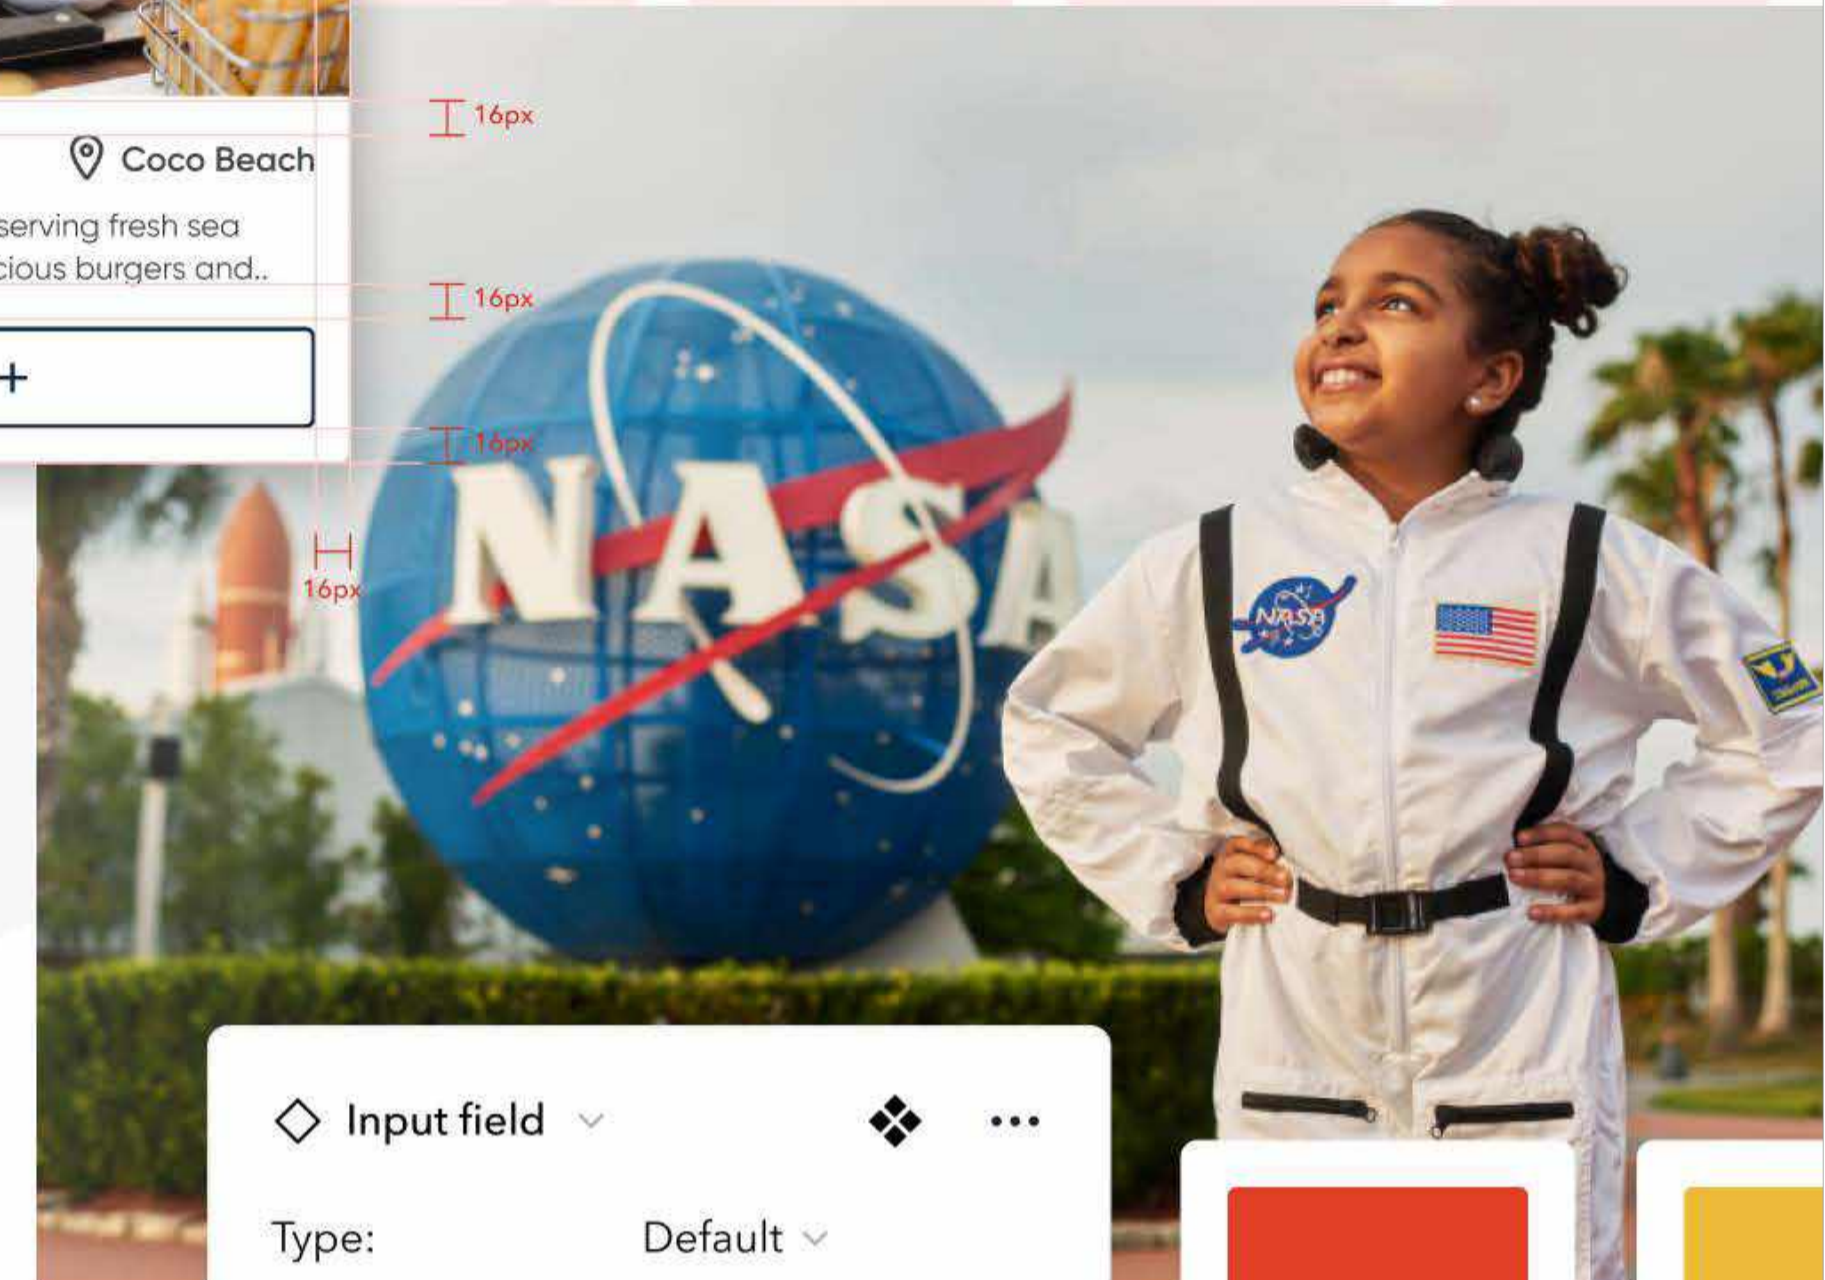 16px
Coco Beach
serving fresh sea
cious burgers and..
16px
+
16px
16px
NASA
NASA
Input field
Type: Default